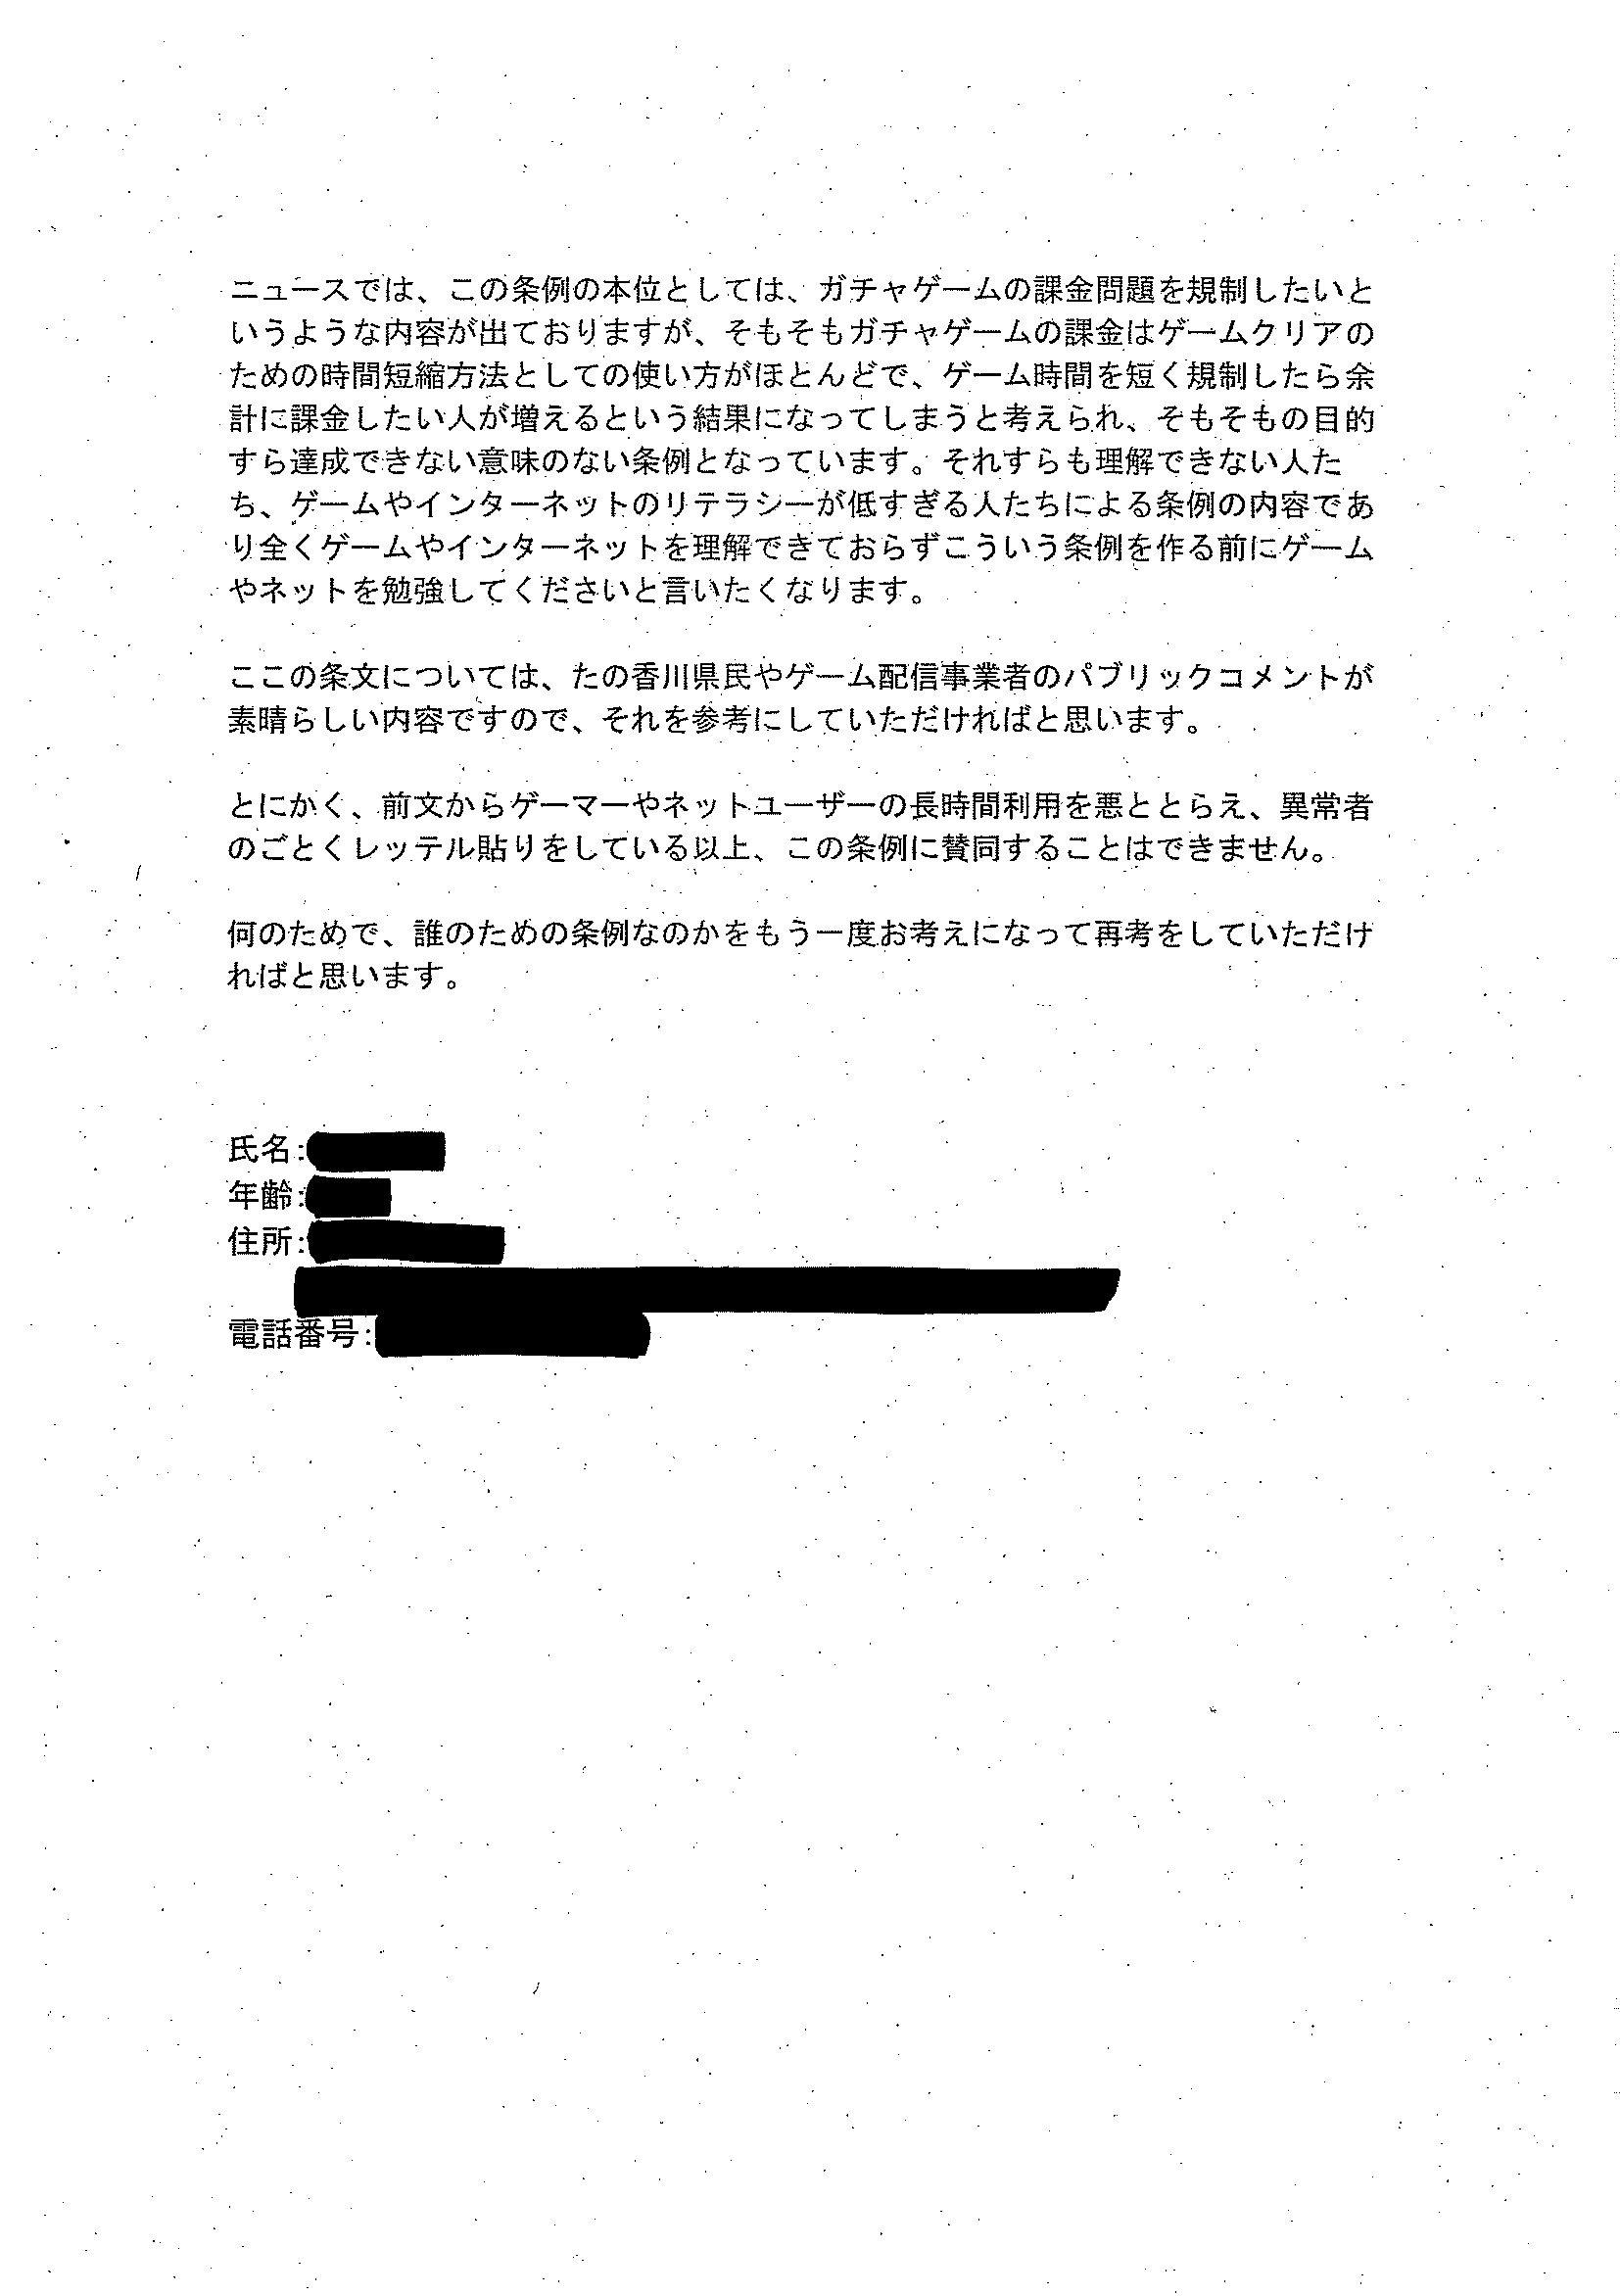 ニュースでは、この条例の本位としては、ガチャゲームの課金問題を規制したいと
いうような内容が出ておりますが、そもそもガチャゲームの課金はゲームクリアの
ための時間短縮方法としての使い方がほとんどで、ゲーム時間を短く規制したら余
計に課金したい人が増えるという結果になってしまうと考えられ、そもそもの目的
すら達成できない意味のない条例となっています。それすらも理解できない人た
ち、ゲームやインターネットのリテラシーが低すぎる人たちによる条例の内容であ
り全くゲームやインターネットを理解できておらずこういう条例を作る前にゲーム
やネットを勉強してくださいと言いたくなります。
ここの条文については、たの香川県民やゲーム配信事業者のパブリックコメントが
素晴らしい内容ですので、それを参考にしていただければと思います。
とにかく、前文からゲーマーやネットユーザーの長時間利用を悪ととらえ、異常者
のごとくレッテル貼りをしている以上、この条例に賛同することはできません。
何のためで、誰のための条例なのかをもう一度お考えになって再考をしていただけ
ればと思います。
氏名:
年齢:
住所:
電話番号: